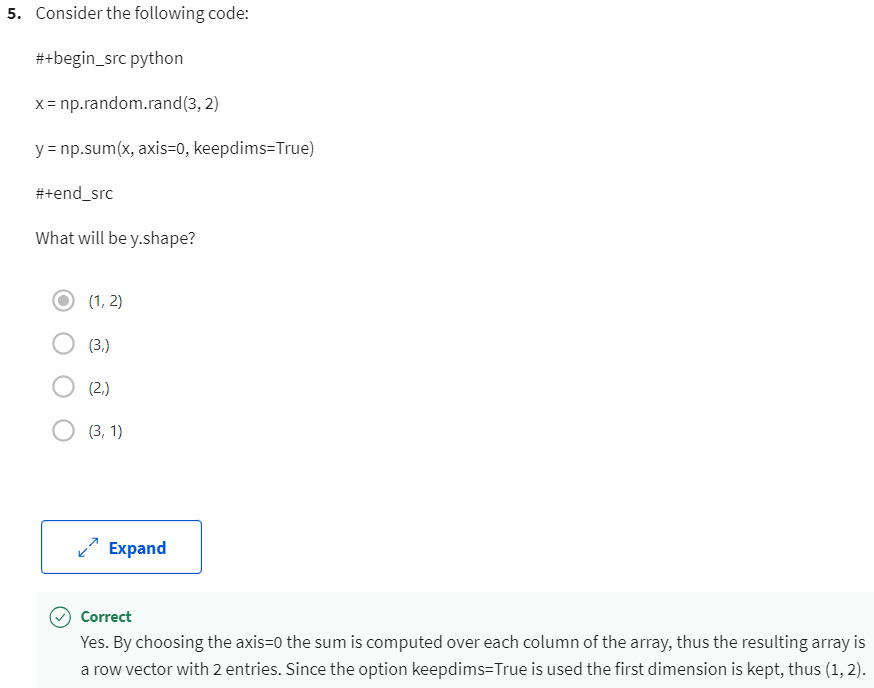 5. Consider the following code:
#+begin_src python
x = np.random.rand(3, 2)
y = np.sum(x, axis=0, keepdims=True)
#+end_src
What will be y.shape?
(1, 2)
(3,)
(2,)
(3, 1)
Expand
Correct
Yes. By choosing the axis=0 the sum is computed over each column of the array, thus the resulting array is
a row vector with 2 entries. Since the option keepdims=True is used the first dimension is kept, thus (1, 2).